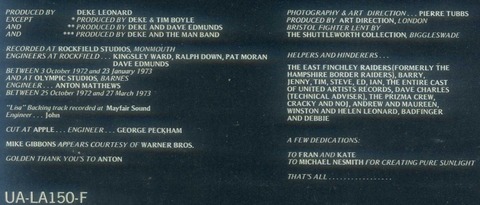 PRODUCED BY DEKE LEONARD
EXCEPT * PRODUCED BY DEKE & TIM BOYLE
AND ** PRODUCED BY DEKE AND DAVE EDMUNDS
AND *** PRODUCED BY DEKE AND THE MAN BAND
RECORDED AT ROCKFIELD STUDIOS, MONMOUTH
ENGINEERS AT ROCKFIELD . . . KINGSLEY WARD, RALPH DOWN, PAT MORAN
DAVE EDMUNDS
BETWEEN 3 October 1972 and 23 January 1973
AND AT OLYMPIC STUDIOS, BARNES
ENGINEER . . . ANTON MATTHEWS
BETWEEN 25 October 1972 and 27 March 1973
"Lisa" Backing track recorded at Mayfair Sound
Engineer . . . John
CUT AT APPLE . . . ENGINEER . . . GEORGE PECKHAM
MIKE GIBBONS APPEARS COURTESY OF WARNER BROS.
GOLDEN THANK YOU'S TO ANTON
UA-LA150-F
PHOTOGRAPHY & ART DIRECTION . . . PIERRE TUBBS
PRODUCED BY ART DIRECTION, LONDON
BRISTOL FIGHTER LENT BY
THE SHUTTLEWORTH COLLECTION, BIGGLESWADE
HELPERS AND HINDERERS . . .
THE EAST FINCHLEY RAIDERS(FORMERLY THE
HAMPSHIRE BORDER RAIDERS), BARRY,
JENNY, TIM, STEVE, ED, IAN, THE ENTIRE CAST
OF UNITED ARTISTS RECORDS, DAVE CHARLES
(TECHNICAL ADVISER), THE PRIZMA CREW,
CRACKY AND NOJ, ANDREW AND MAUREEN,
WINSTON AND HELEN LEONARD, BADFINGER
AND DEBBIE
A FEW DEDICATIONS:
TO FRAN AND KATE
TO MICHAEL NESMITH FOR CREATING PURE SUNLIGHT
THAT'S ALL . . . . . . . . . . . . . . . .